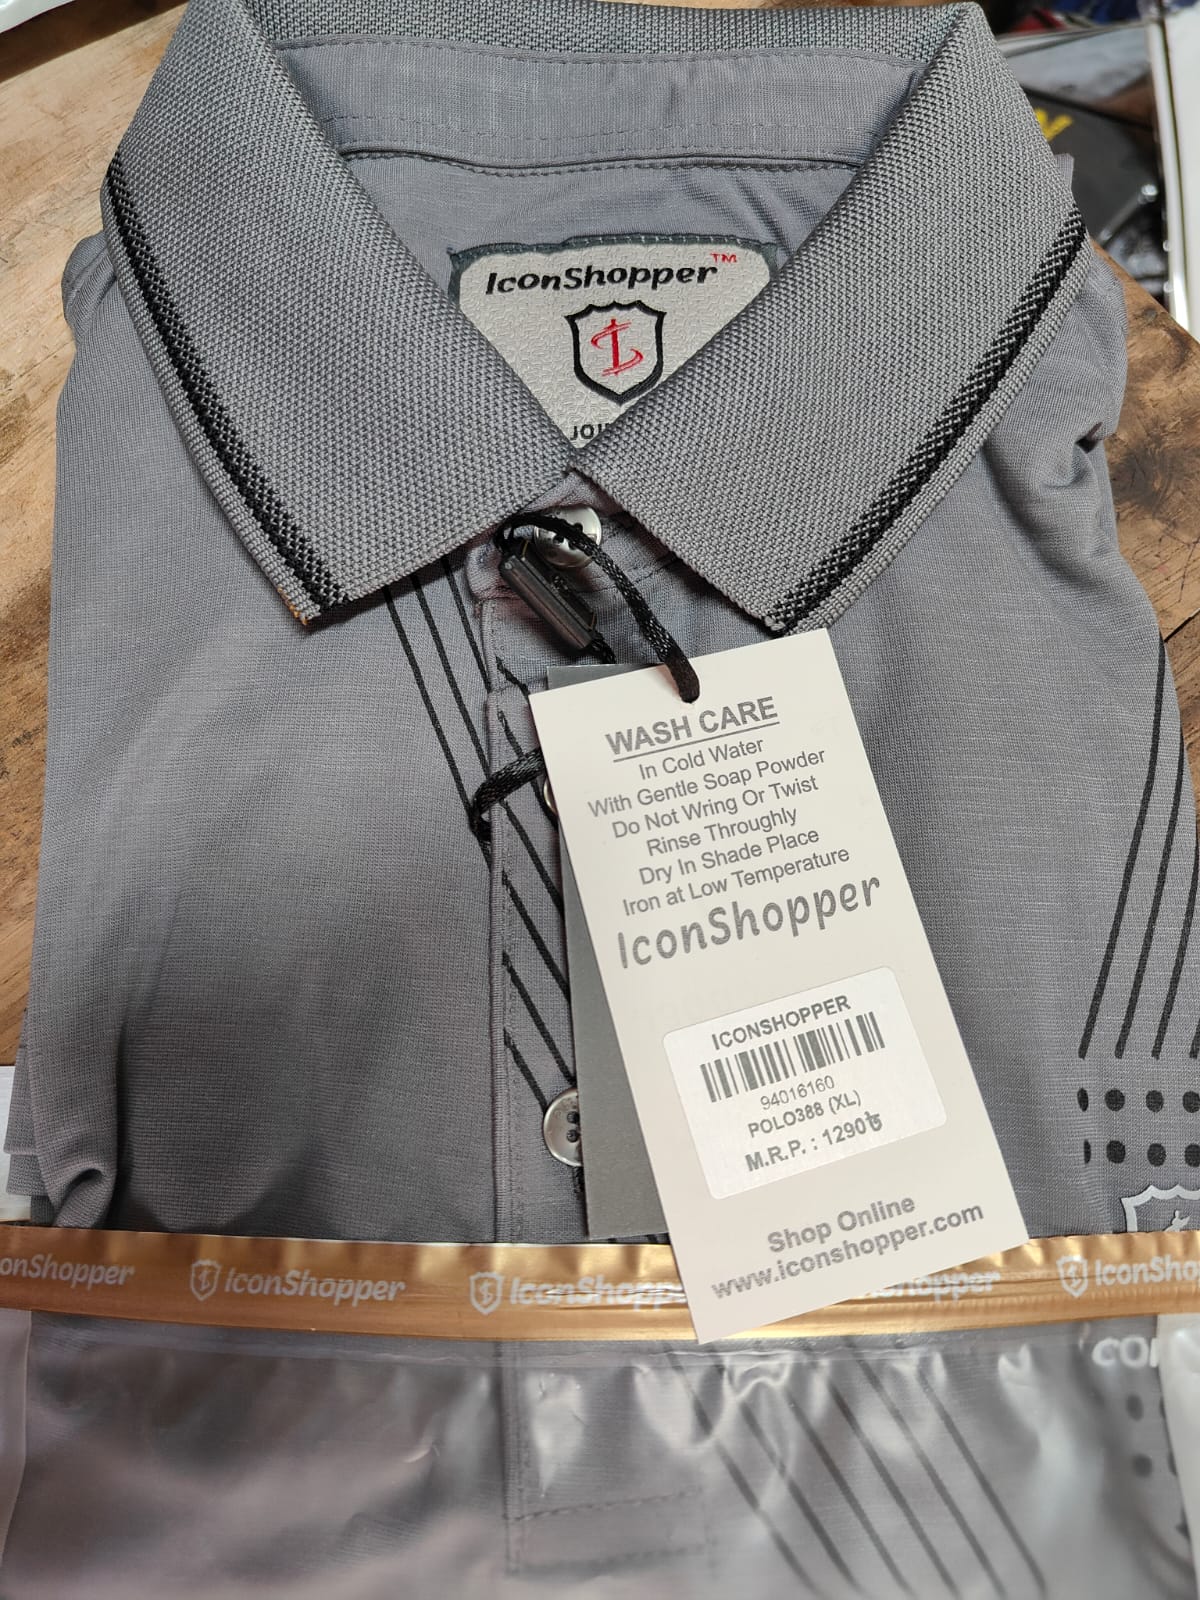 IconShopper™
WASH CARE
In Cold Water
With Gentle Soap Powder
Do Not Wring Or Twist
Rinse Throughly
Dry In Shade Place
Iron at Low Temperature
IconShopper
ICONSHOPPER
94016160
POLO388 (XL)
M.R.P. : 1290৳
Shop Online
www.iconshopper.com
onShopper IconShopper IconShopper IconSho